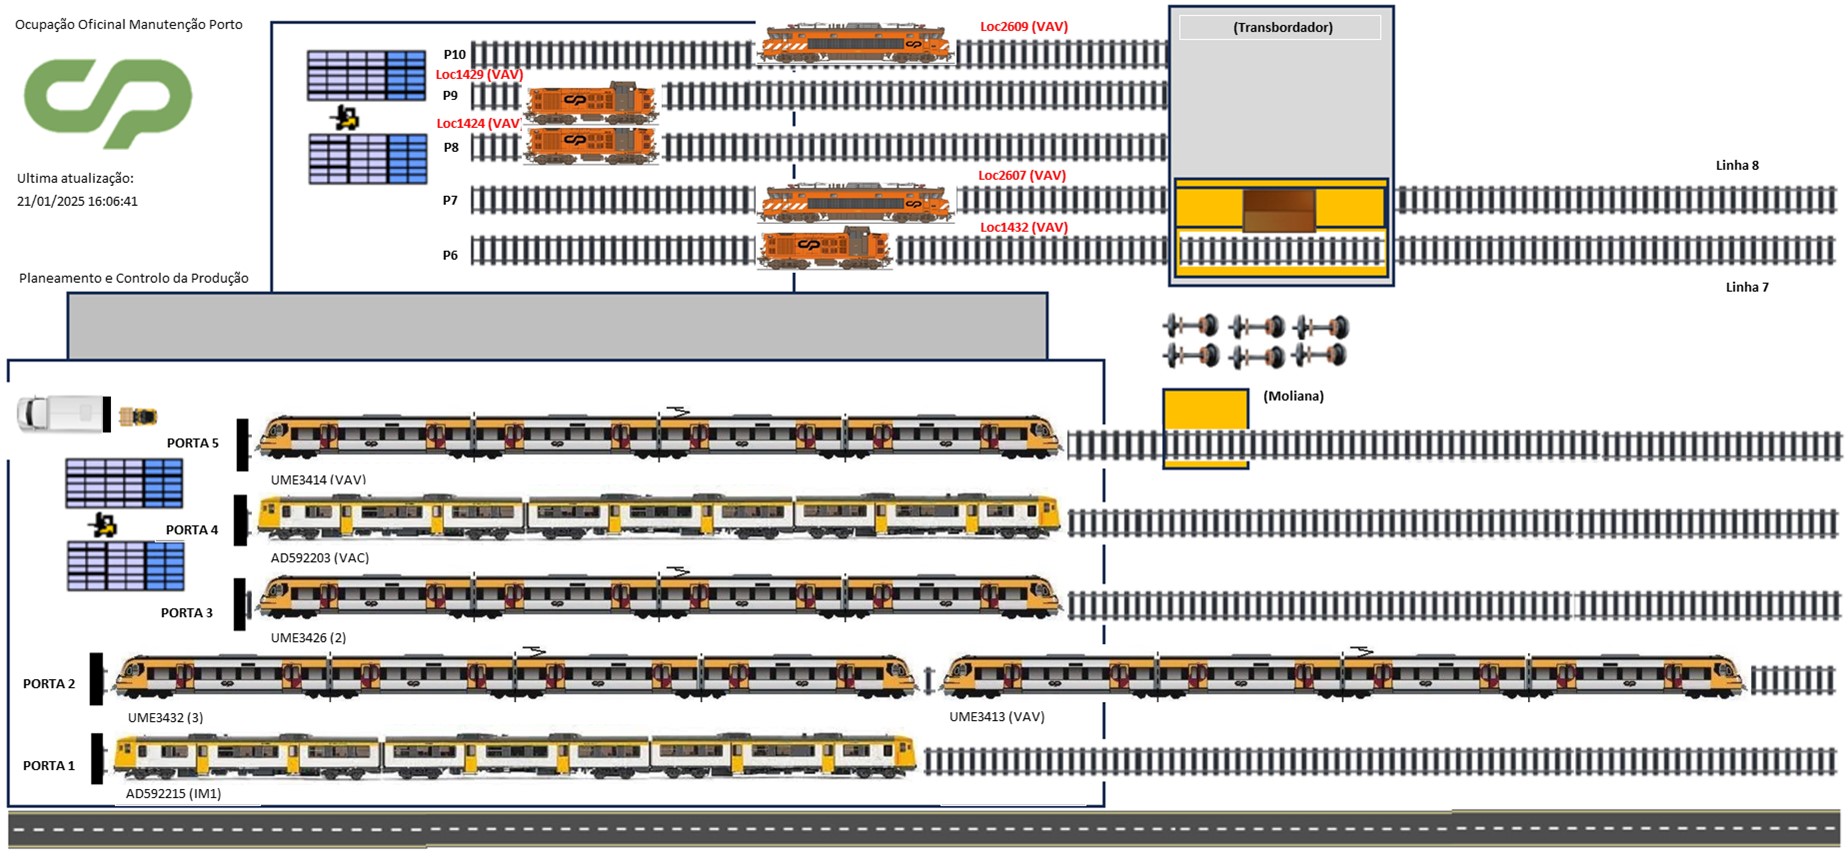 Ocupação Oficinal Manutenção Porto
Loc2609 (VAV)
(Transbordador)
P10
Loc1429 (VAV)
P9
Loc1424 (VAV)
P8
Linha 8
Ultima atualização:
Loc2607 (VAV)
21/01/2025 16:06:41
P7
Loc1432 (VAV)
P6
Planeamento e Controlo da Produção
Linha 7
(Moliana)
PORTA 5
UME3414 (VAV)
PORTA 4
AD592203 (VAC)
PORTA 3
UME3426 (2)
PORTA 2
UME3432 (3)
UME3413 (VAV)
PORTA 1
AD592215 (IM1)